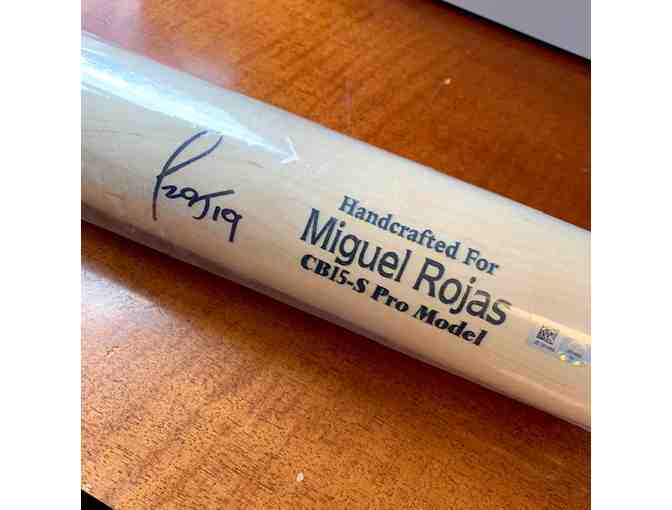 Handcrafted For
Miguel Rojas
CB15-S Pro Model